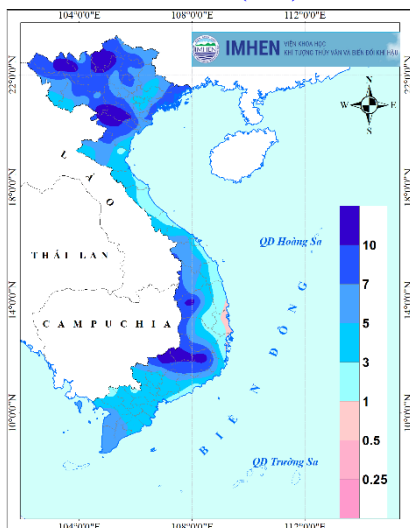 104°0'0"E 108°0'0"E 112°0'0"E
IMHEN VIỆN KHOA HỌC
KHÍ TƯỢNG THỦY VĂN VÀ BIẾN ĐỔI KHÍ HẬU
22°0'0"N
22°0'0"N
N
W E
S
LÀO
18°0'0"N
18°0'0"N
QĐ Hoàng Sa
THÁI LAN
CAMPUCHIA
14°0'0"N
14°0'0"N
BIỂN ĐÔNG
10°0'0"N
10°0'0"N
QĐ Trường Sa
10
7
5
3
1
0.5
0.25
104°0'0"E 108°0'0"E 112°0'0"E